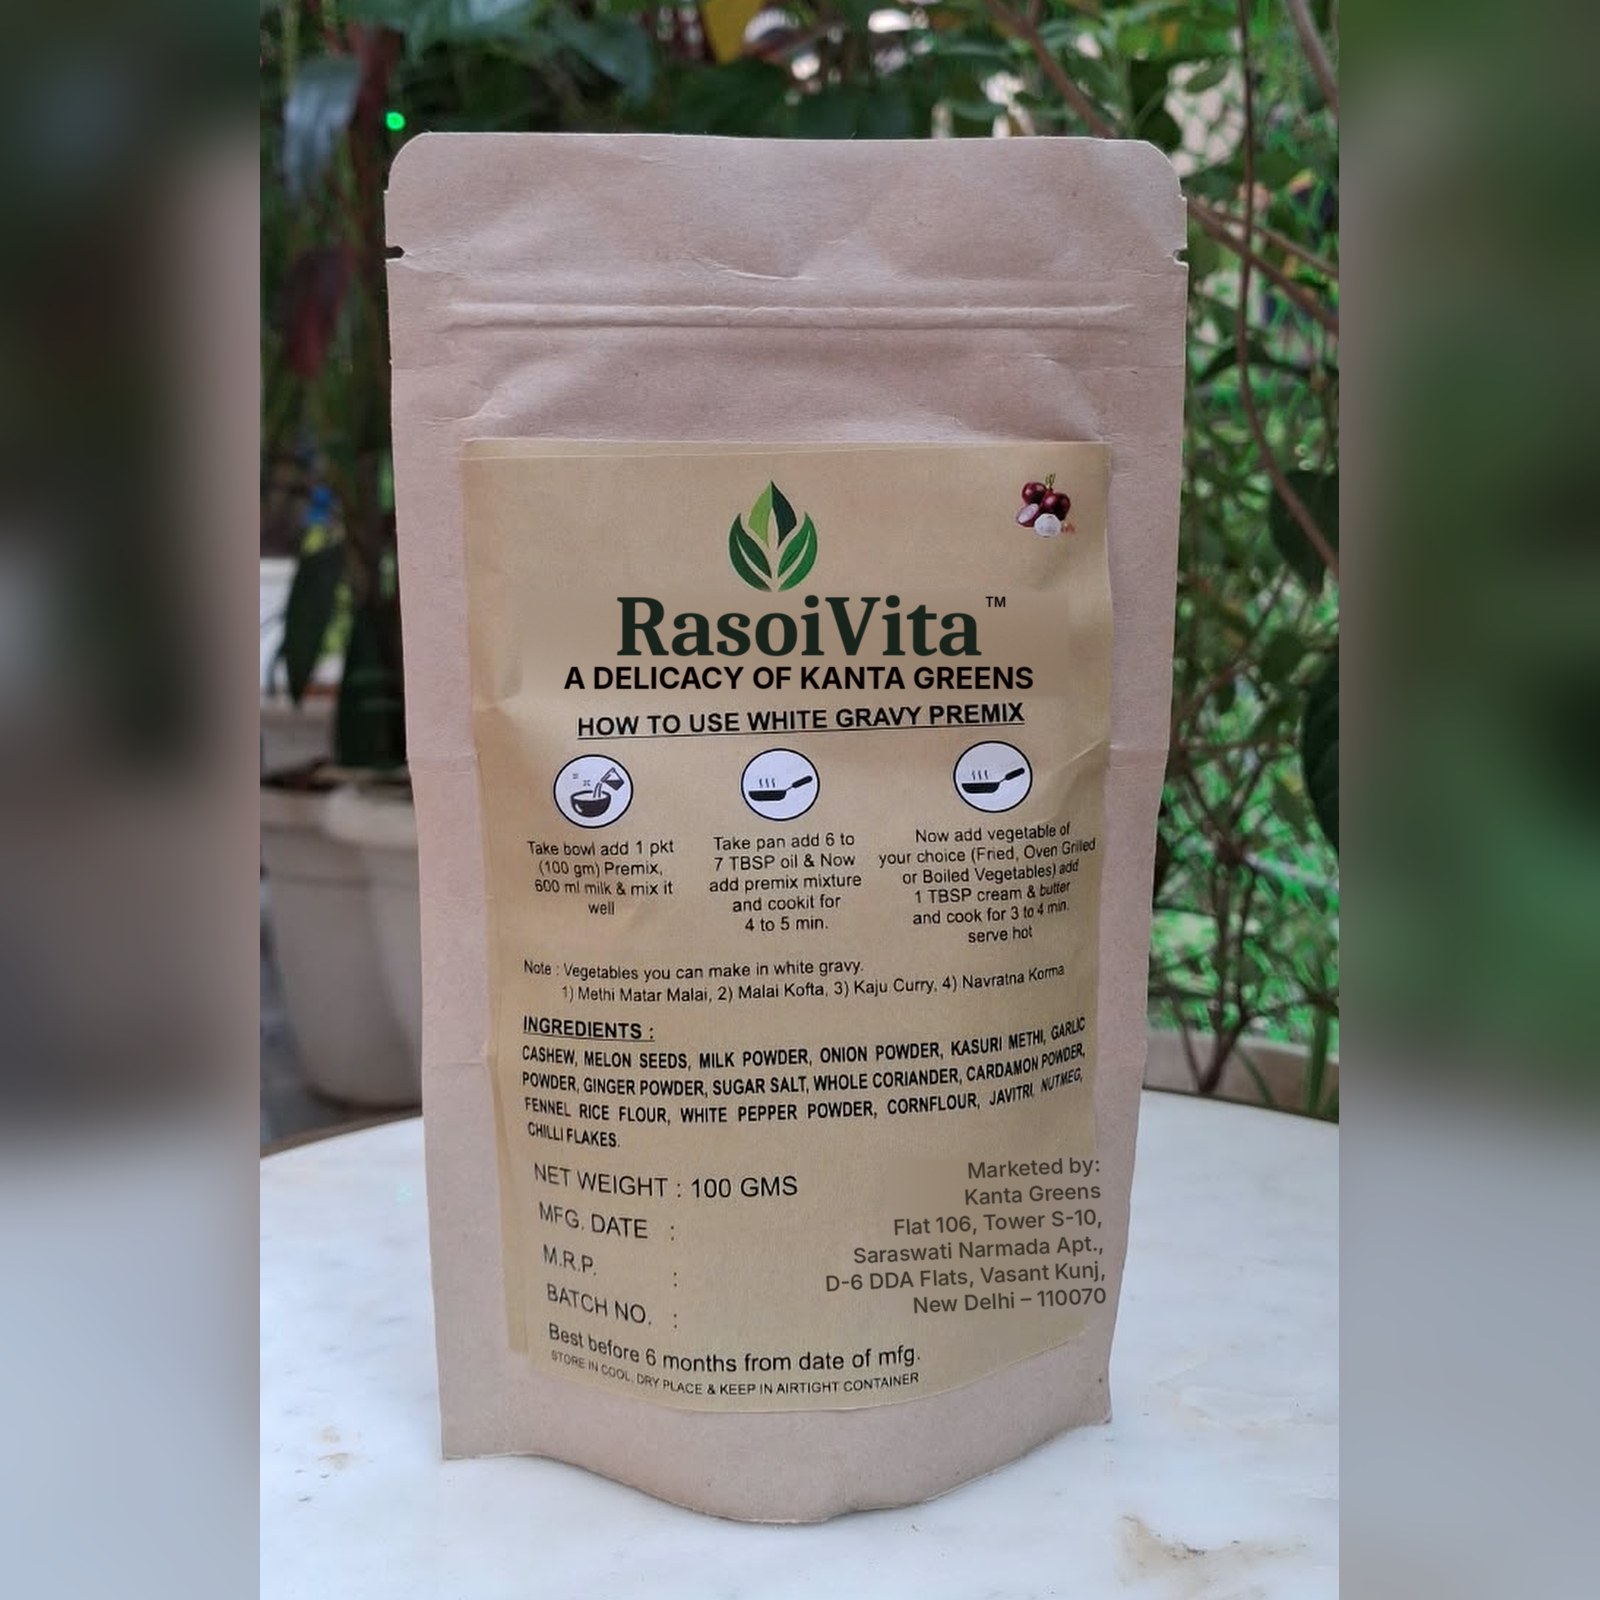 RasoiVita™
A DELICACY OF KANTA GREENS
HOW TO USE WHITE GRAVY PREMIX
Take bowl add 1 pkt
(100 gm) Premix,
600 ml milk & mix it
well
Take pan add 6 to
7 TBSP oil & Now
add premix mixture
and cookit for
4 to 5 min.
Now add vegetable of
your choice (Fried, Oven Grilled
or Boiled Vegetables) add
1 TBSP cream & butter
and cook for 3 to 4 min.
serve hot
Note : Vegetables you can make in white gravy.
1) Methi Matar Malai, 2) Malai Kofta, 3) Kaju Curry, 4) Navratna Korma
INGREDIENTS :
CASHEW, MELON SEEDS, MILK POWDER, ONION POWDER, KASURI METHI, GARLIC
POWDER, GINGER POWDER, SUGAR SALT, WHOLE CORIANDER, CARDAMON POWDER,
FENNEL RICE FLOUR, WHITE PEPPER POWDER, CORNFLOUR, JAVITRI, NUTMEG,
CHILLI FLAKES.
NET WEIGHT : 100 GMS
MFG. DATE :
M.R.P. :
BATCH NO. :
Marketed by:
Kanta Greens
Flat 106, Tower S-10,
Saraswati Narmada Apt.,
D-6 DDA Flats, Vasant Kunj,
New Delhi – 110070
Best before 6 months from date of mfg.
STORE IN COOL, DRY PLACE & KEEP IN AIRTIGHT CONTAINER